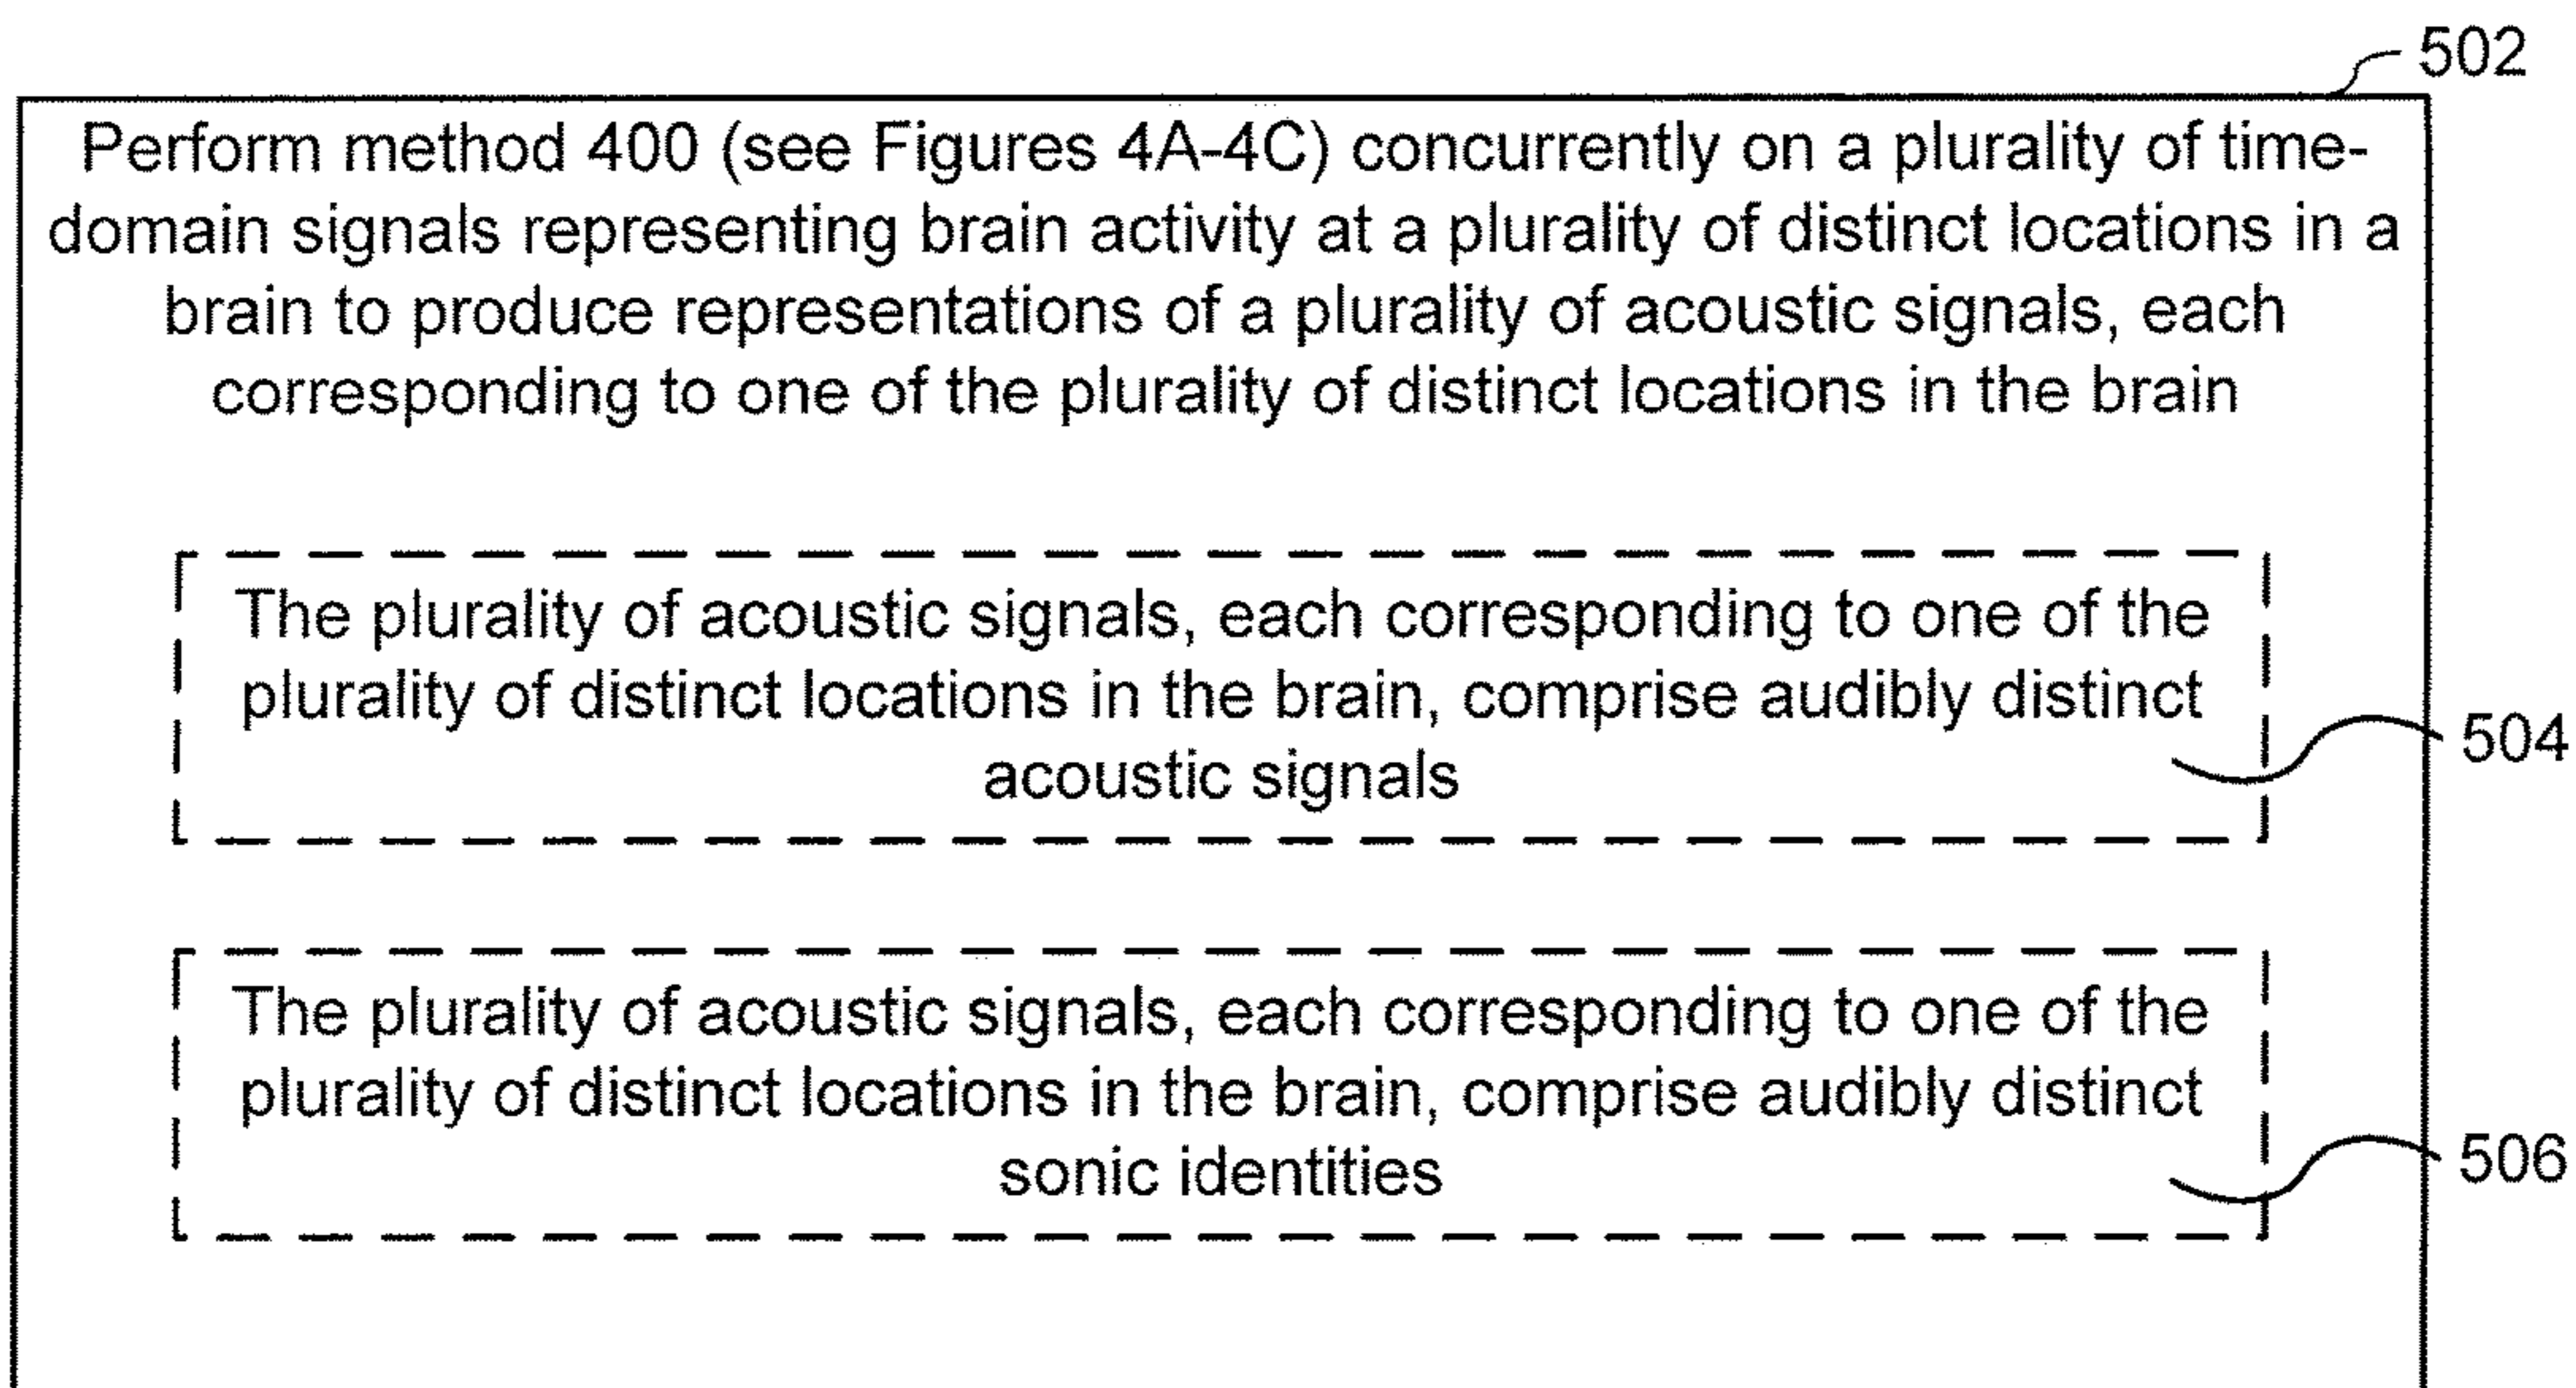 502
Perform method 400 (see Figures 4A-4C) concurrently on a plurality of time-
domain signals representing brain activity at a plurality of distinct locations in a
brain to produce representations of a plurality of acoustic signals, each
corresponding to one of the plurality of distinct locations in the brain
The plurality of acoustic signals, each corresponding to one of the
plurality of distinct locations in the brain, comprise audibly distinct
acoustic signals
504
The plurality of acoustic signals, each corresponding to one of the
plurality of distinct locations in the brain, comprise audibly distinct
sonic identities
506